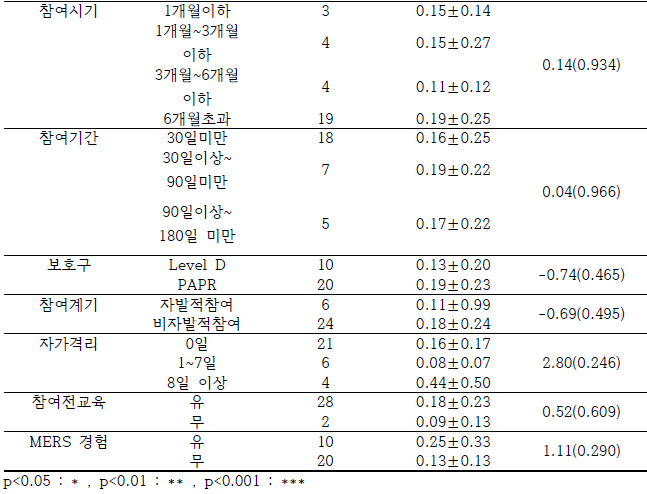 참여시기 1개월이하 3 0.15±0.14 0.14(0.934)
1개월~3개월 이하 4 0.15±0.27
3개월~6개월 이하 4 0.11±0.12
6개월초과 19 0.19±0.25
참여기간 30일미만 18 0.16±0.25 0.04(0.966)
30일이상~ 90일미만 7 0.19±0.22
90일이상~ 180일 미만 5 0.17±0.22
보호구 Level D 10 0.13±0.20 -0.74(0.465)
PAPR 20 0.19±0.23
참여계기 자발적참여 6 0.11±0.99 -0.69(0.495)
비자발적참여 24 0.18±0.24
자가격리 0일 21 0.16±0.17 2.80(0.246)
1~7일 6 0.08±0.07
8일 이상 4 0.44±0.50
참여전교육 유 28 0.18±0.23 0.52(0.609)
무 2 0.09±0.13
MERS 경험 유 10 0.25±0.33 1.11(0.290)
무 20 0.13±0.13
p<0.05 : * , p<0.01 : ** , p<0.001 : ***